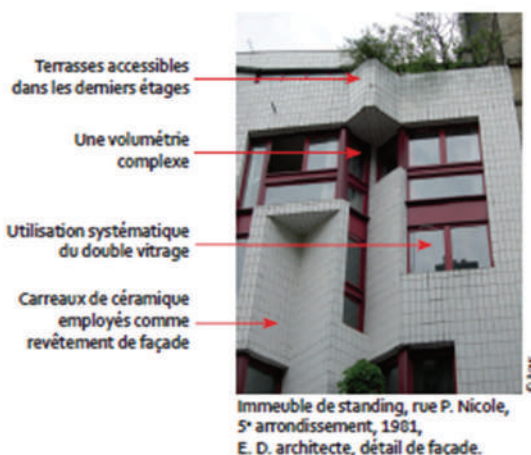 Terrasses accessibles
dans les derniers étages
Une volumétrie
complexe
Utilisation systématique
du double vitrage
Carreaux de céramique
employés comme
revêtement de façade
Immeuble de standing, rue P. Nicole,
5e arrondissement, 1981,
E. D. architecte, détail de façade.